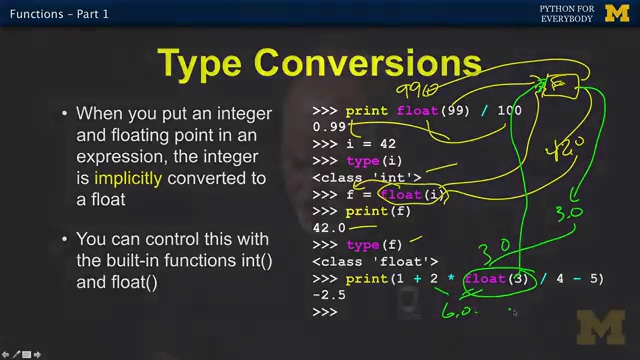 Functions – Part 1
PYTHON FOR
EVERYBODY
Type Conversions
• When you put an integer
and floating point in an
expression, the integer
is implicitly converted to
a float
• You can control this with
the built-in functions int()
and float()
99.0
F
>>> print float(99) / 100
0.99
>>> i = 42
>>> type(i)
<class 'int'>
42.0
>>> f = float(i)
>>> print(f)
42.0
3.0
>>> type(f)
3.0
<class 'float'>
>>> print(1 + 2 * float(3) / 4 – 5)
-2.5
6.0
>>>